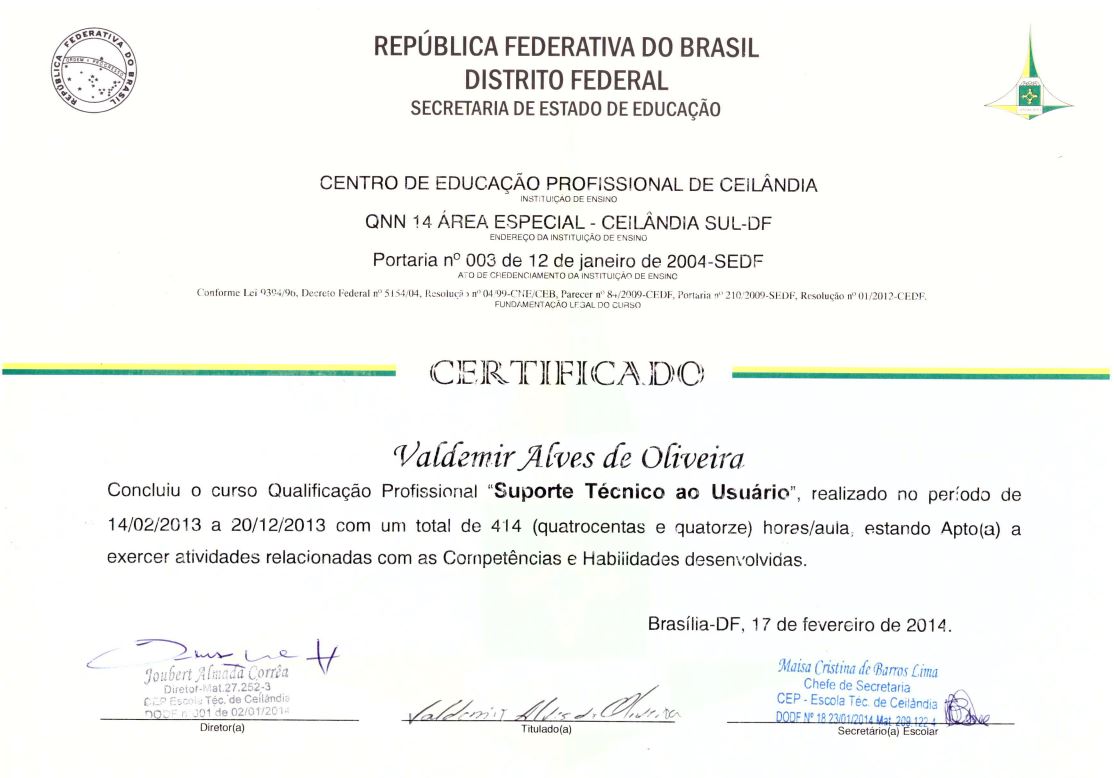 REPÚBLICA FEDERATIVA DO BRASIL
ORDEM E PROGRESSO
REPÚBLICA FEDERATIVA DO BRASIL
DISTRITO FEDERAL
SECRETARIA DE ESTADO DE EDUCAÇÃO
CENTRO DE EDUCAÇÃO PROFISSIONAL DE CEILÂNDIA
INSTITUIÇÃO DE ENSINO
QNN 14 ÁREA ESPECIAL - CEILÂNDIA SUL-DF
ENDEREÇO DA INSTITUIÇÃO DE ENSINO
Portaria nº 003 de 12 de janeiro de 2004-SEDF
ATO DE CREDENCIAMENTO DA INSTITUIÇÃO DE ENSINO
Conforme Lei 9394/96, Decreto Federal nº 5154/04, Resolução nº 04/99-CNE/CEB, Parecer nº 84/2009-CEDF, Portaria nº 210/2009-SEDF, Resolução nº 01/2012-CEDF.
FUNDAMENTAÇÃO LEGAL DO CURSO
CERTIFICADO
Valdemir Alves de Oliveira
Concluiu o curso Qualificação Profissional “Suporte Técnico ao Usuário”, realizado no período de
14/02/2013 a 20/12/2013 com um total de 414 (quatrocentas e quatorze) horas/aula, estando Apto(a) a
exercer atividades relacionadas com as Competências e Habilidades desenvolvidas.
Brasília-DF, 17 de fevereiro de 2014.
Joubert Almada Corrêa
Diretor-Mat.27.252-3
CEP Escola Téc. de Ceilândia
DODF n. 001 de 02/01/2014
Diretor(a)
Valdemir Alves de Oliveira
Titulado(a)
Maisa Cristina de Barros Lima
Chefe de Secretaria
CEP - Escola Téc. de Ceilândia
DODF Nº 18 23/01/2014 Mat. 209.122-4
Secretário(a) Escolar